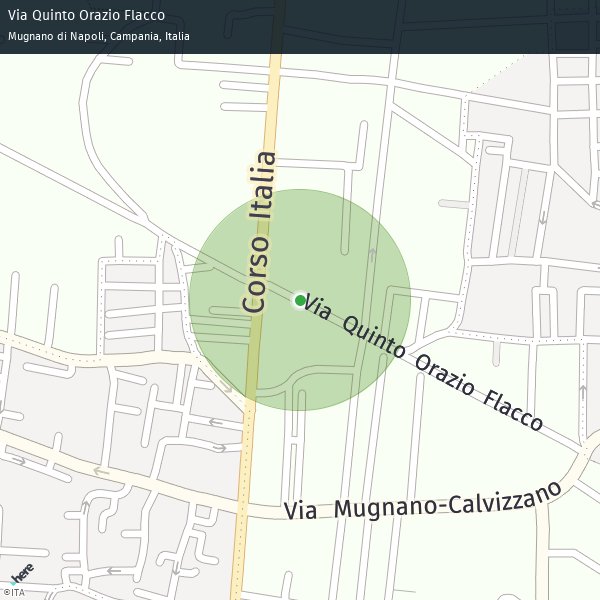 Via Quinto Orazio Flacco
Mugnano di Napoli, Campania, Italia
Corso Italia
Via Quinto Orazio Flacco
Via Mugnano-Calvizzano
here
©ITA